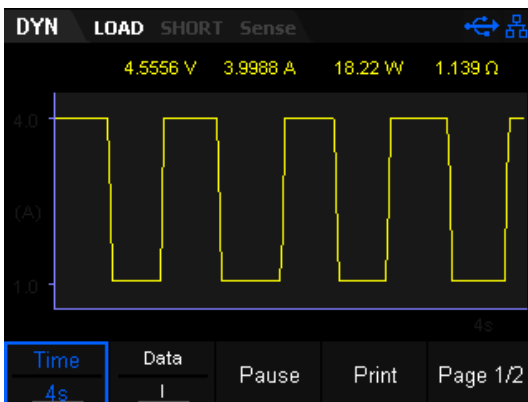 DYN LOAD SHORT Sense
4.5556 V 3.9988 A 18.22 W 1.139 Ω
4.0
(A)
1.0
4s
Time Data Pause Print Page 1/2
4s I